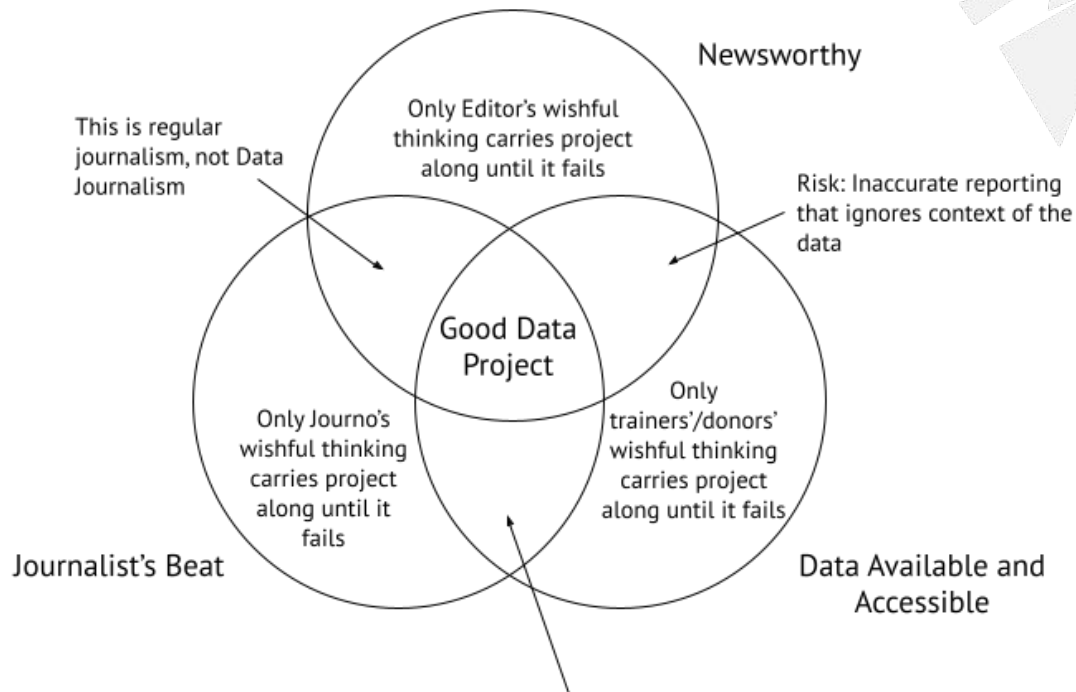 Newsworthy
Only Editor's wishful
thinking carries project
along until it fails
This is regular
journalism, not Data
Journalism
Risk: Inaccurate reporting
that ignores context of the
data
Good Data
Project
Only Journo's
wishful thinking
carries project
along until it
fails
Only
trainers'/donors'
wishful thinking
carries project
along until it fails
Journalist's Beat
Data Available and
Accessible